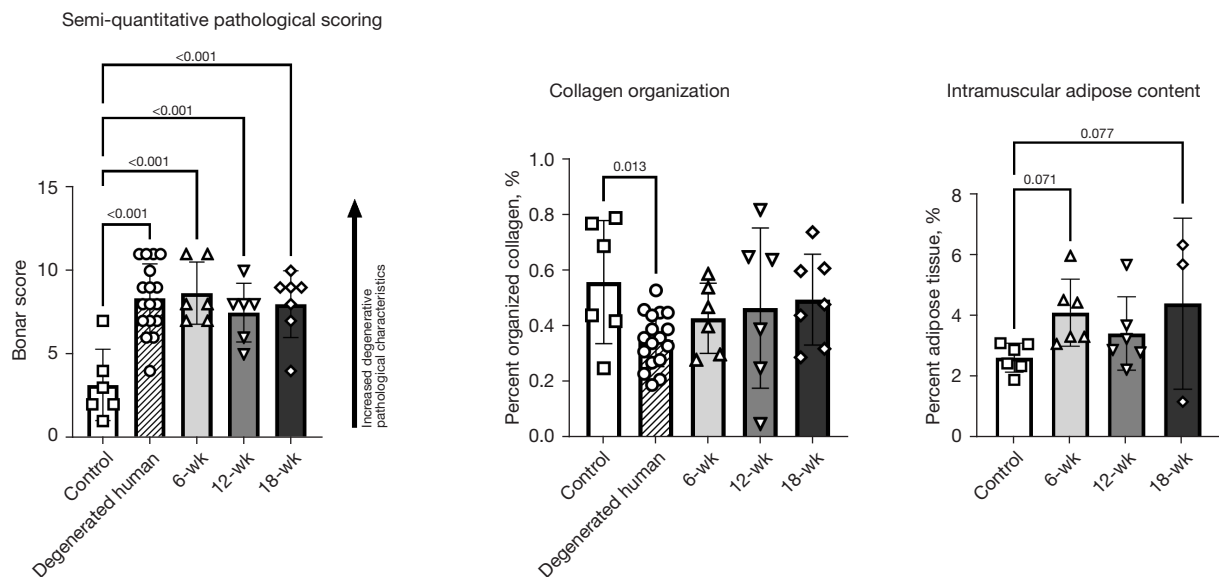 Semi-quantitative pathological scoring
<0.001
<0.001
<0.001
<0.001
15
10
5
0
Bonar score
Increased degenerative
pathological characteristics
Control
Degenerated human
6-wk
12-wk
18-wk
Collagen organization
0.013
1.0
0.8
0.6
0.4
0.2
0.0
Percent organized collagen, %
Control
Degenerated human
6-wk
12-wk
18-wk
Intramuscular adipose content
0.077
0.071
8
6
4
2
0
Percent adipose tissue, %
Control
6-wk
12-wk
18-wk